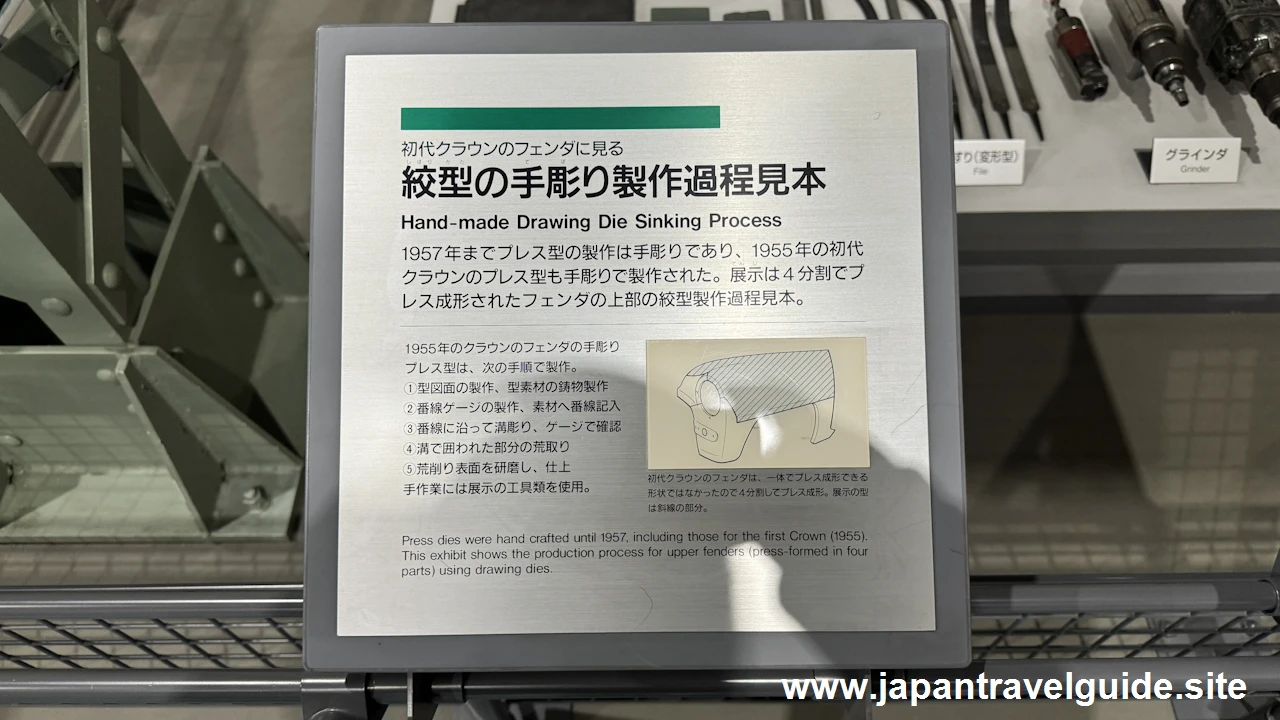 初代クラウンのフェンダに見る
絞型の手彫り製作過程見本
Hand-made Drawing Die Sinking Process
1957年までプレス型の製作は手彫りであり、1955年の初代
クラウンのプレス型も手彫りで製作された。展示は4分割でプ
レス成形されたフェンダの上部の絞型製作過程見本。
1955年のクラウンのフェンダの手彫り
プレス型は、次の手順で製作。
①型図面の製作、型素材の鋳物製作
②番線ゲージの製作、素材へ番線記入
③番線に沿って溝彫り、ゲージで確認
④溝で囲われた部分の荒取り
⑤荒削り表面を研磨し、仕上
手作業には展示の工具類を使用。
初代クラウンのフェンダは、一体でプレス成形できる
形状ではなかったので4分割してプレス成形。展示の型
は斜線の部分。
Press dies were hand crafted until 1957, including those for the first Crown (1955).
This exhibit shows the production process for upper fenders (press-formed in four
parts) using drawing dies.
すり(変形型)
File
グラインダ
Grinder
www.japantravelguide.site